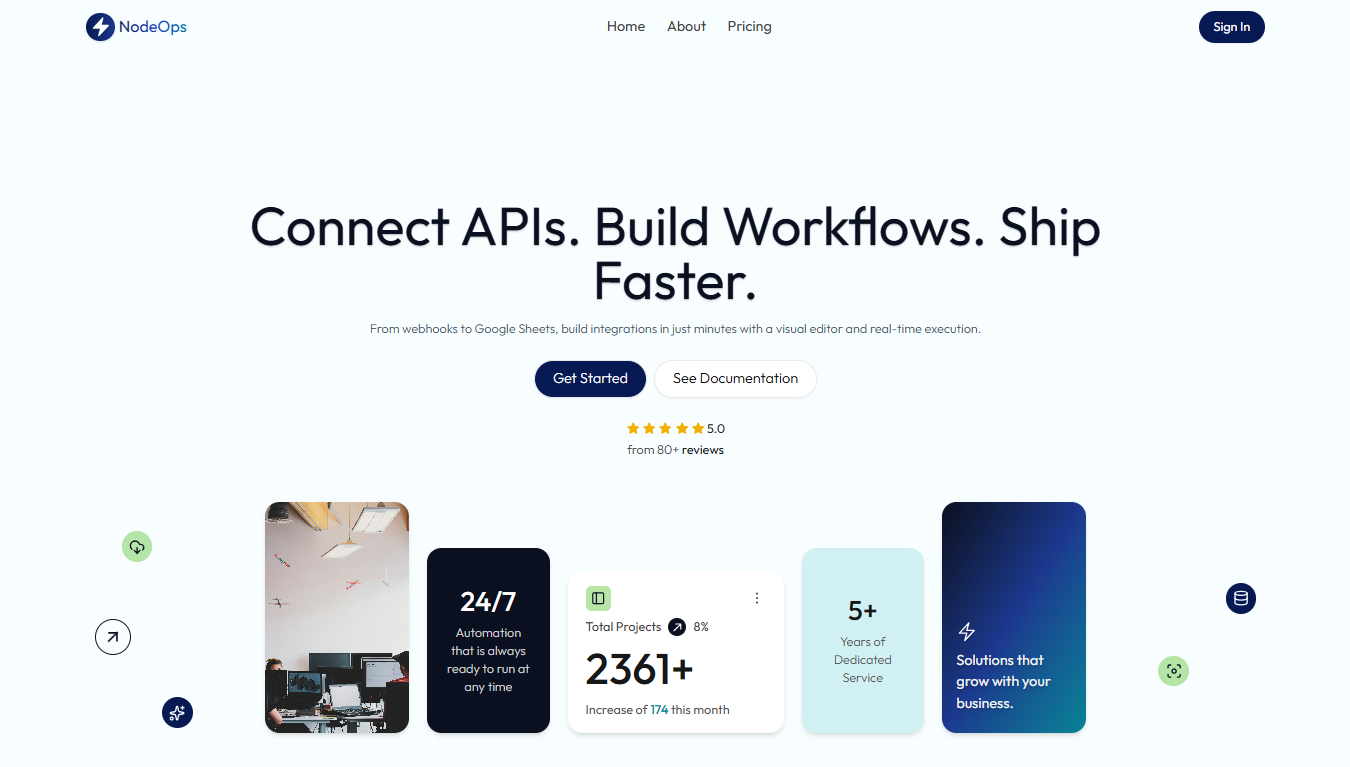 NodeOps
Home
About
Pricing
Sign In
Connect APIs. Build Workflows. Ship
Faster.
From webhooks to Google Sheets, build integrations in just minutes with a visual editor and real-time execution.
Get Started
See Documentation
5.0
from 80+ reviews
24/7
Automation
that is always
ready to run at
any time
Total Projects
8%
2361+
Increase of 174 this month
5+
Years of
Dedicated
Service
Solutions that
grow with your
business.